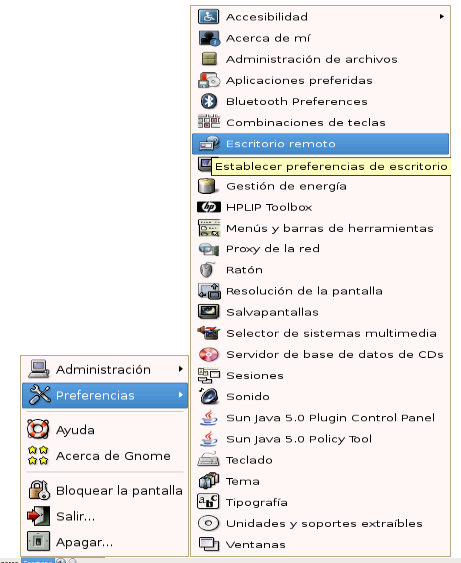 Accesibilidad
Acerca de mí
Administración de archivos
Aplicaciones preferidas
Bluetooth Preferences
Combinaciones de teclas
Escritorio remoto
Establecer preferencias de escritorio
Gestión de energía
HPLIP Toolbox
Menús y barras de herramientas
Proxy de la red
Ratón
Resolución de la pantalla
Salvapantallas
Selector de sistemas multimedia
Servidor de base de datos de CDs
Sesiones
Sonido
Sun Java 5.0 Plugin Control Panel
Sun Java 5.0 Policy Tool
Teclado
Tema
Tipografía
Unidades y soportes extraíbles
Ventanas
Administración
Preferencias
Ayuda
Acerca de Gnome
Bloquear la pantalla
Salir...
Apagar...